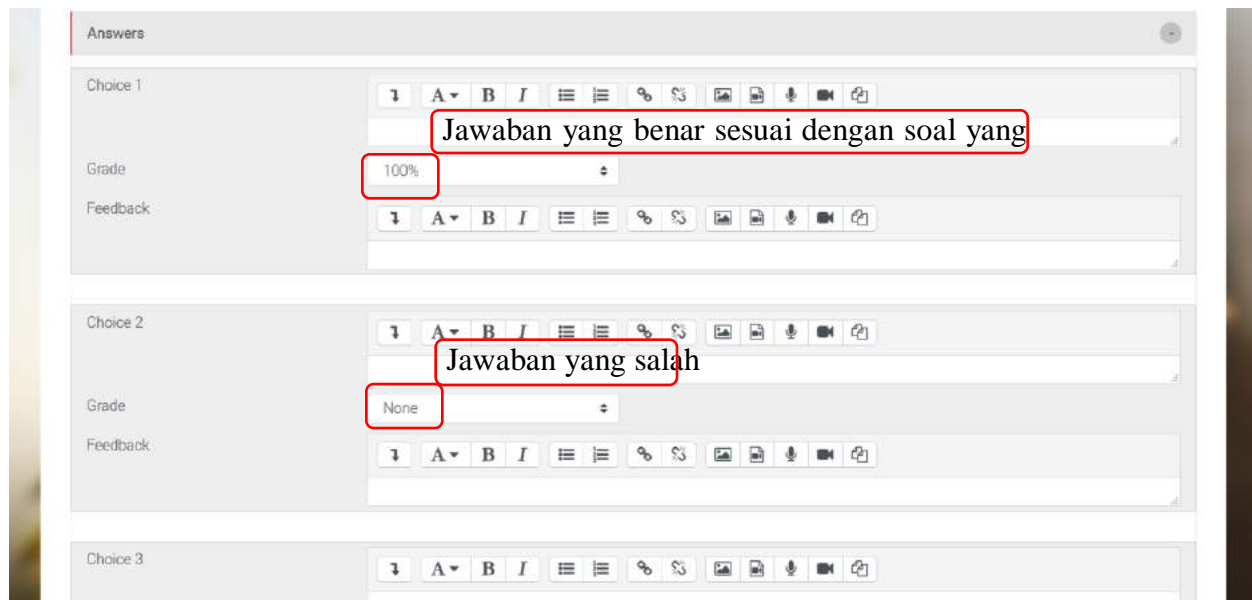 Answers
Choice 1
A B I
Jawaban yang benar sesuai dengan soal yang
Grade
100%
Feedback
A B I
Choice 2
A B I
Jawaban yang salah
Grade
None
Feedback
A B I
Choice 3
A B I